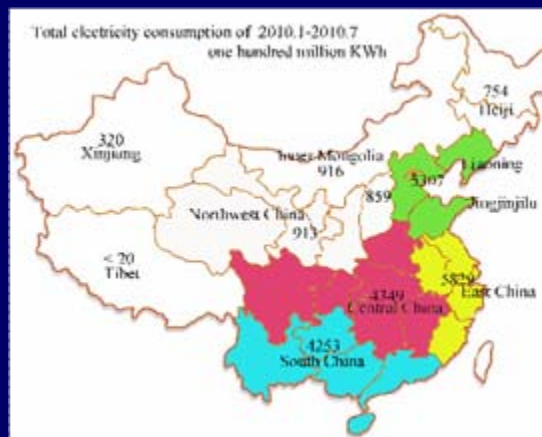 Total electricity consumption of 2010.1-2010.7
one hundred million KWh
754
Heiji
320
Xinjiang
Inner Mongolia
916
Liaoning
5307
859
Jingjinjilu
Northwest China
913
< 20
Tibet
5829
East China
4349
Central China
4253
South China